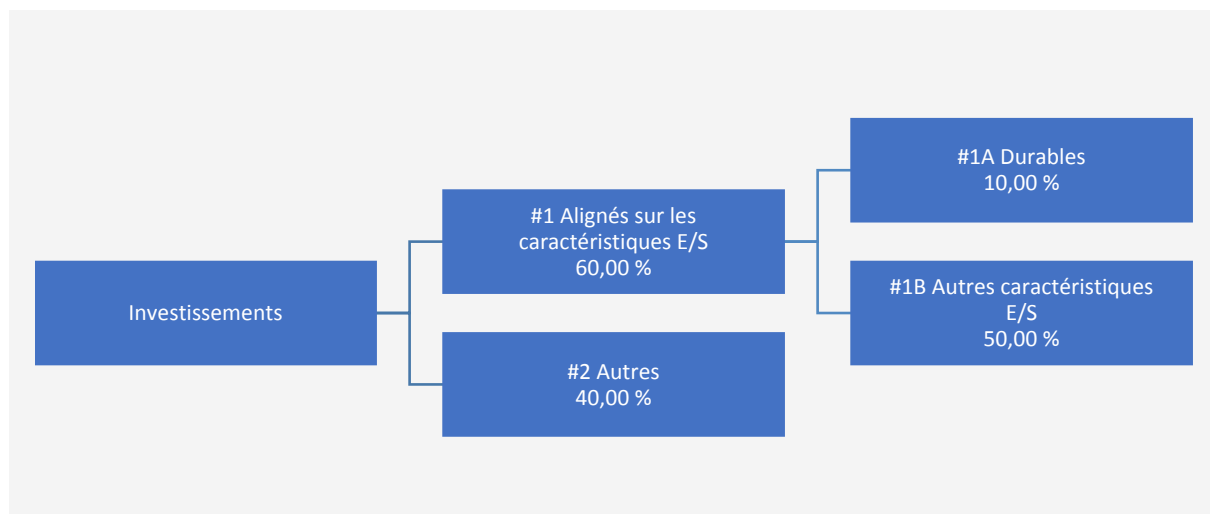 Investissements
#1 Alignés sur les
caractéristiques E/S
60,00 %
#2 Autres
40,00 %
#1A Durables
10,00 %
#1B Autres caractéristiques
E/S
50,00 %